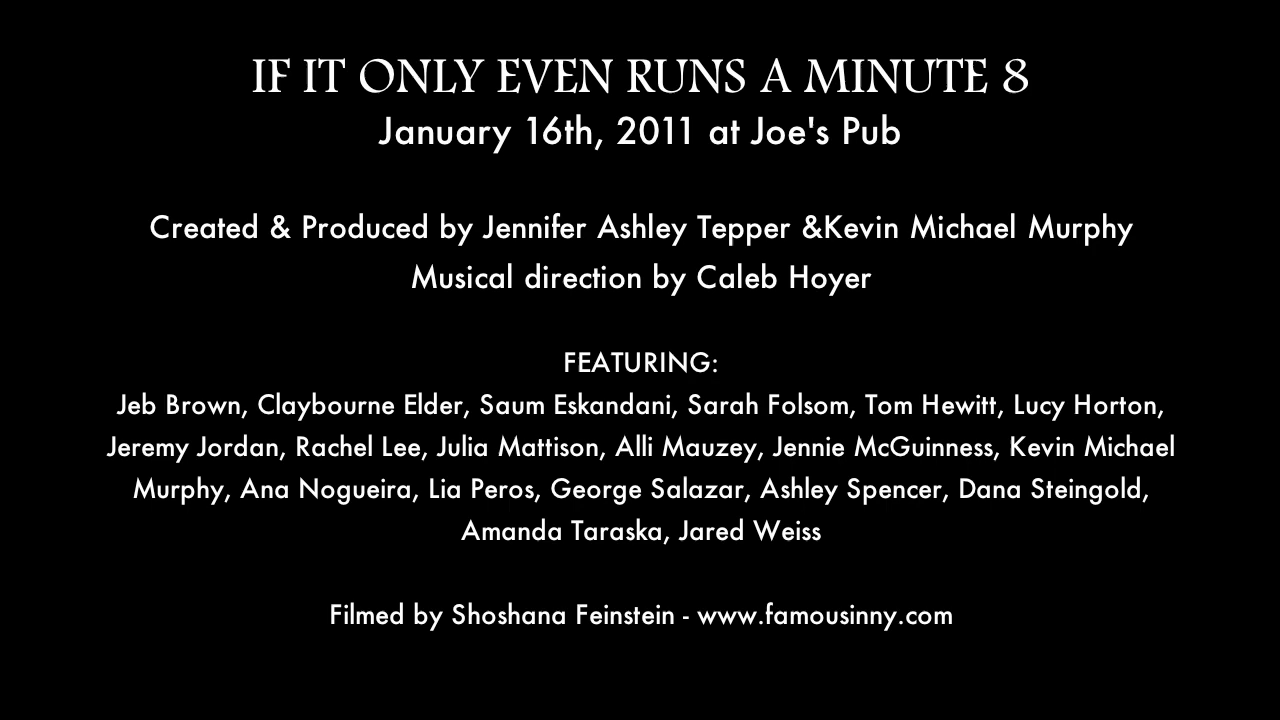 IF IT ONLY EVEN RUNS A MINUTE 8
January 16th, 2011 at Joe's Pub
Created & Produced by Jennifer Ashley Tepper &Kevin Michael Murphy
Musical direction by Caleb Hoyer
FEATURING:
Jeb Brown, Claybourne Elder, Saum Eskandani, Sarah Folsom, Tom Hewitt, Lucy Horton,
Jeremy Jordan, Rachel Lee, Julia Mattison, Alli Mauzey, Jennie McGuinness, Kevin Michael
Murphy, Ana Nogueira, Lia Peros, George Salazar, Ashley Spencer, Dana Steingold,
Amanda Taraska, Jared Weiss
Filmed by Shoshana Feinstein - www.famousinny.com